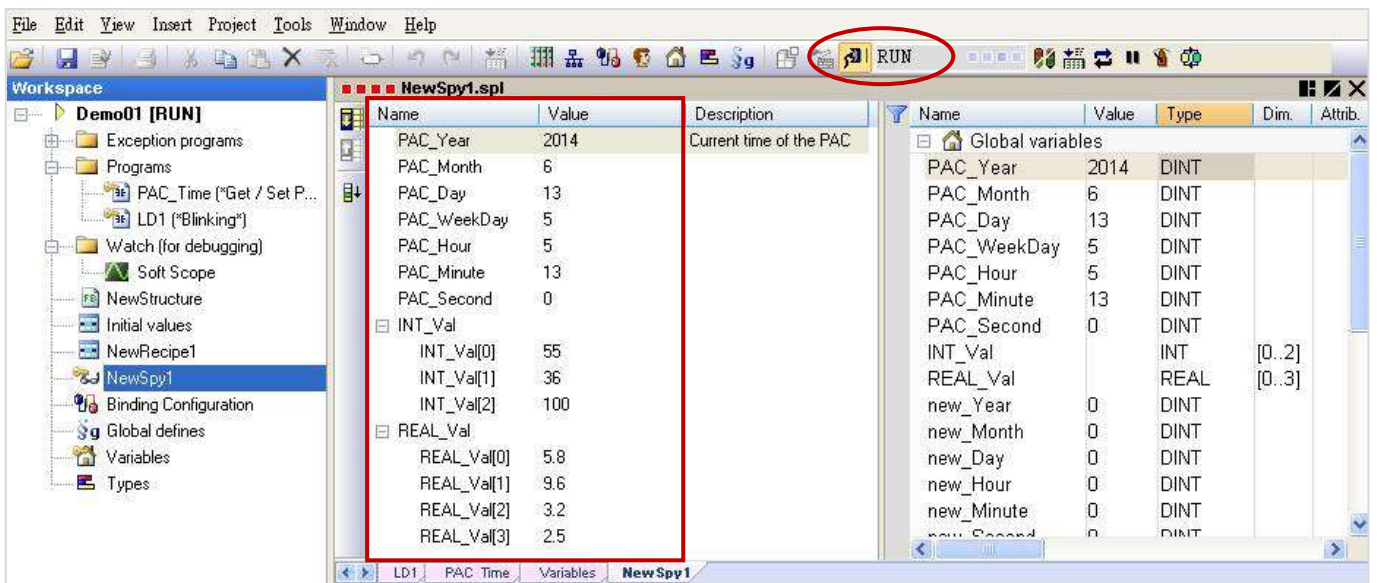 File Edit View Insert Project Tools Window Help
RUN
Workspace
Demo01 [RUN]
Exception programs
Programs
PAC_Time (*Get / Set P...
LD1 (*Blinking*)
Watch (for debugging)
Soft Scope
NewStructure
Initial values
NewRecipe1
NewSpy1
Binding Configuration
Global defines
Variables
Types
NewSpy1.spl
Name Value Description
PAC_Year 2014 Current time of the PAC
PAC_Month 6
PAC_Day 13
PAC_WeekDay 5
PAC_Hour 5
PAC_Minute 13
PAC_Second 0
INT_Val
INT_Val[0] 55
INT_Val[1] 36
INT_Val[2] 100
REAL_Val
REAL_Val[0] 5.8
REAL_Val[1] 9.6
REAL_Val[2] 3.2
REAL_Val[3] 2.5
Name Value Type Dim. Attrib.
Global variables
PAC_Year 2014 DINT
PAC_Month 6 DINT
PAC_Day 13 DINT
PAC_WeekDay 5 DINT
PAC_Hour 5 DINT
PAC_Minute 13 DINT
PAC_Second 0 DINT
INT_Val INT [0..2]
REAL_Val REAL [0..3]
new_Year 0 DINT
new_Month 0 DINT
new_Day 0 DINT
new_Hour 0 DINT
new_Minute 0 DINT
LD1 PAC_Time Variables NewSpy1